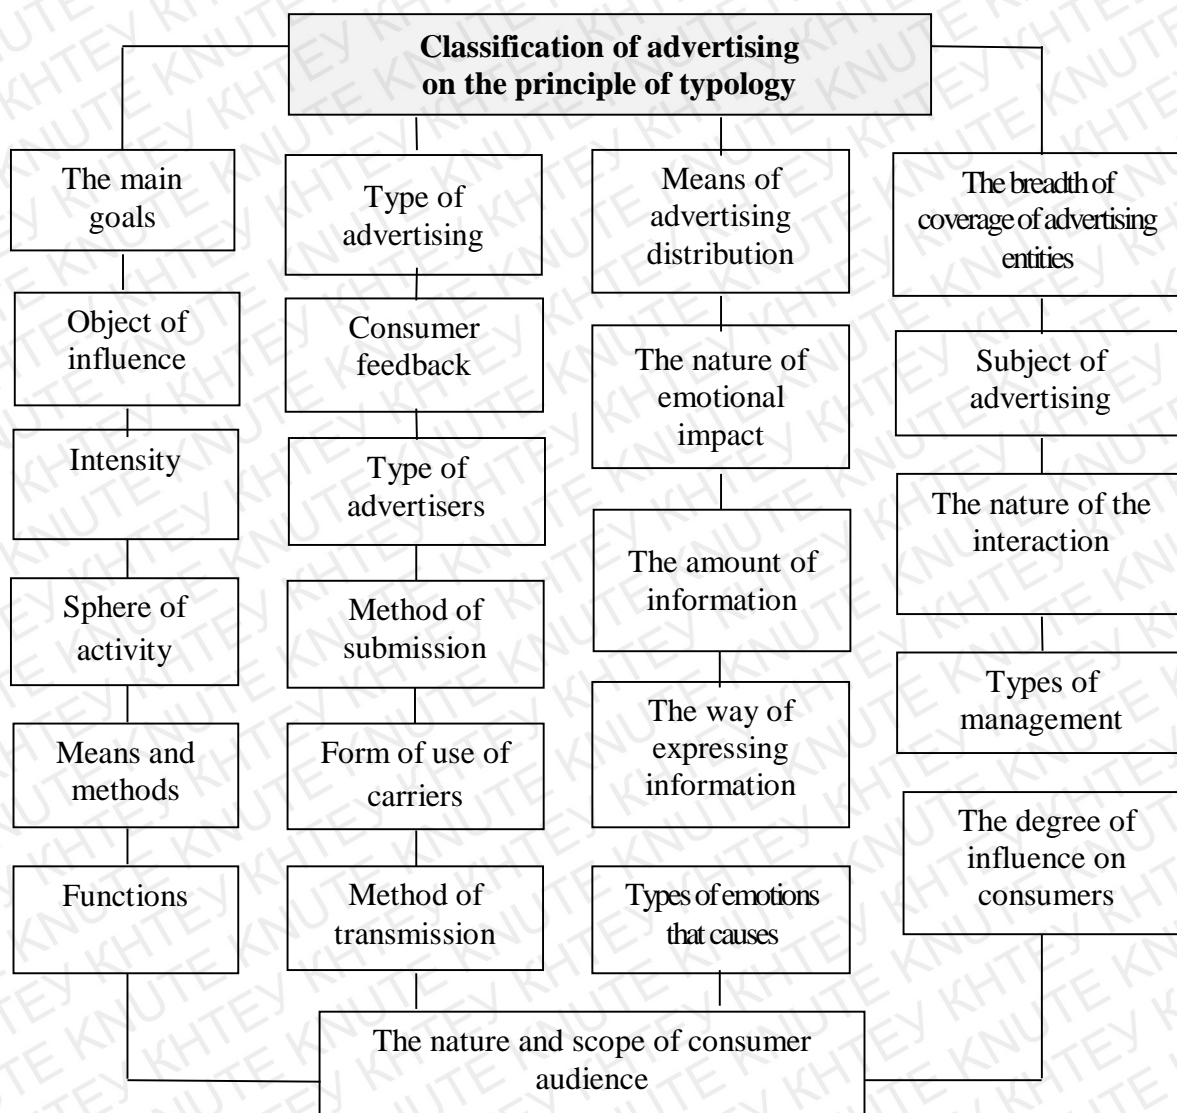 Classification of advertising
on the principle of typology
The main
goals
Object of
influence
Intensity
Sphere of
activity
Means and
methods
Functions
Type of
advertising
Consumer
feedback
Type of
advertisers
Method of
submission
Form of use of
carriers
Method of
transmission
Means of
advertising
distribution
The nature of
emotional
impact
The amount of
information
The way of
expressing
information
Types of emotions
that causes
The breadth of
coverage of advertising
entities
Subject of
advertising
The nature of the
interaction
Types of
management
The degree of
influence on
consumers
The nature and scope of consumer
audience